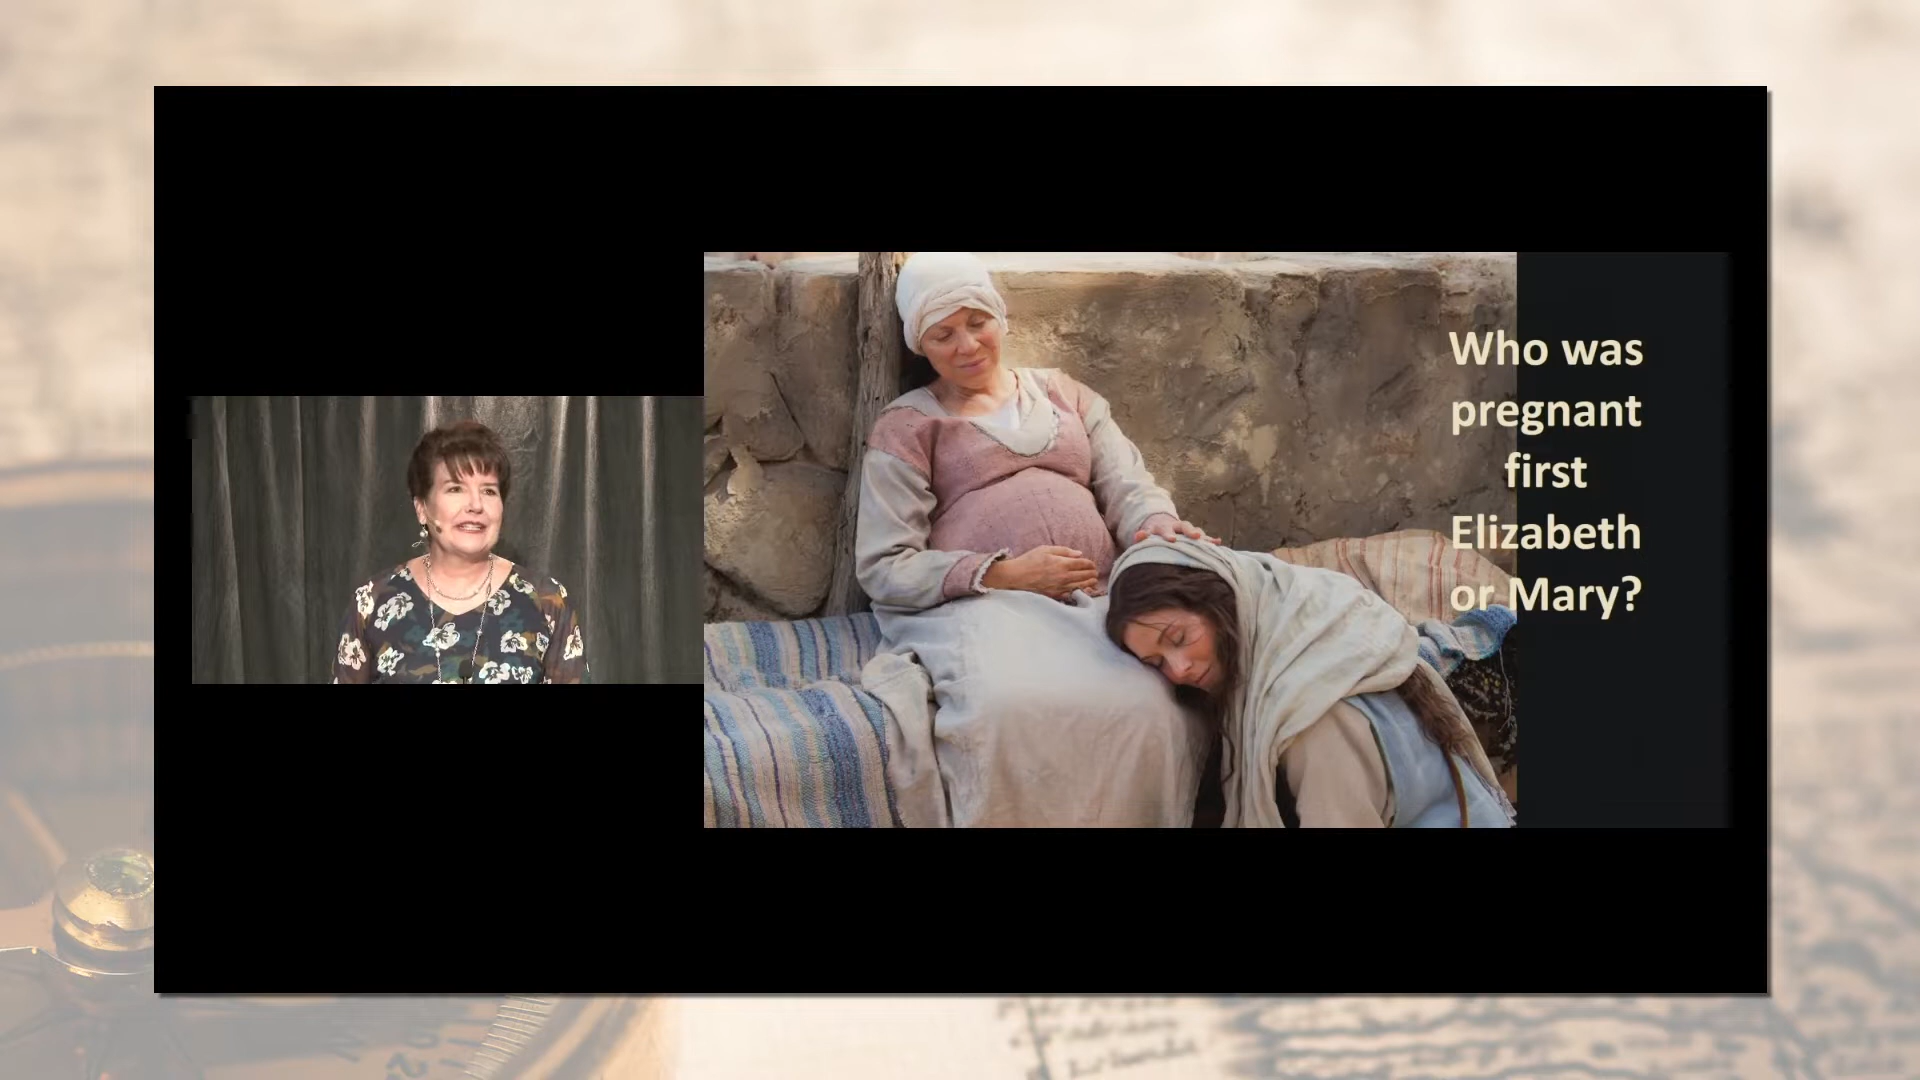 Who was
pregnant
first
Elizabeth
or Mary?